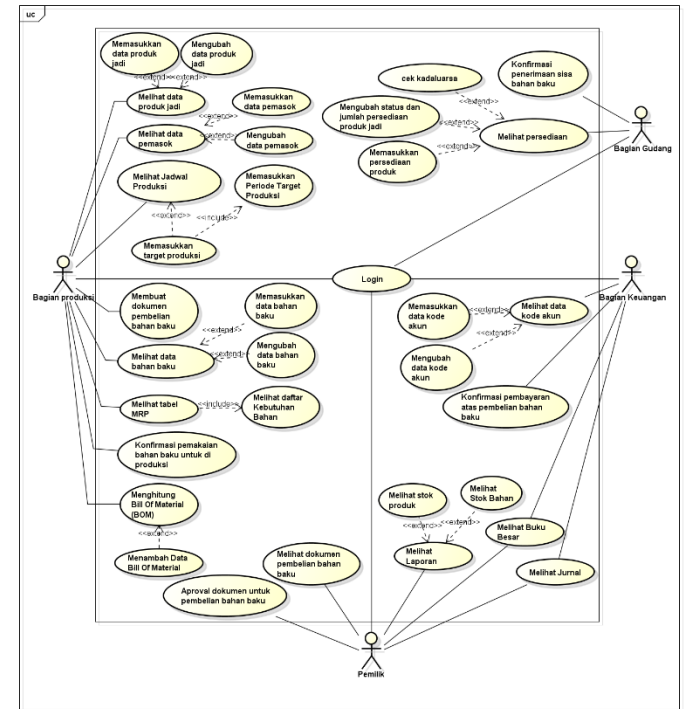 uc
Memasukkan
data produk
jadi
Mengubah
data produk
jadi
<<extend>>
<<extend>>
Melihat data
produk jadi
Memasukkan
data pemasok
<<extend>>
Melihat data
pemasok
<<extend>>
Mengubah
data pemasok
Melihat Jadwal
Produksi
Memasukkan
Periode Target
Produksi
<<extend>>
<<include>>
Memasukkan
target produksi
cek kadaluarsa
Konfirmasi
penerimaan sisa
bahan baku
<<extend>>
Mengubah status dan
jumlah persediaan
produk jadi
<<extend>>
Melihat persediaan
Memasukkan
persediaan
produk
<<extend>>
Bagian Gudang
Login
Bagian produksi
Bagian Keuangan
Membuat
dokumen
pembelian
bahan baku
Memasukkan
data bahan
baku
<<extend>>
Melihat data
bahan baku
<<extend>>
Mengubah
data bahan
baku
Melihat tabel
MRP
<<include>>
Melihat daftar
Kebutuhan
Bahan
Konfirmasi pemakaian
bahan baku untuk di
produksi
Menghitung
Bill Of Material
(BOM)
<<extend>>
Menambah Data
Bill Of Material
Memasukkan
data kode
akun
<<extend>>
Melihat data
kode akun
<<extend>>
Mengubah
data kode
akun
Konfirmasi pembayaran
atas pembelian bahan
baku
Melihat stok
produk
Melihat
Stok Bahan
<<extend>>
<<extend>>
Melihat
Laporan
Melihat Buku
Besar
Melihat Jurnal
Melihat dokumen
pembelian bahan
baku
Aproval dokumen untuk
pembelian bahan baku
Pemilik